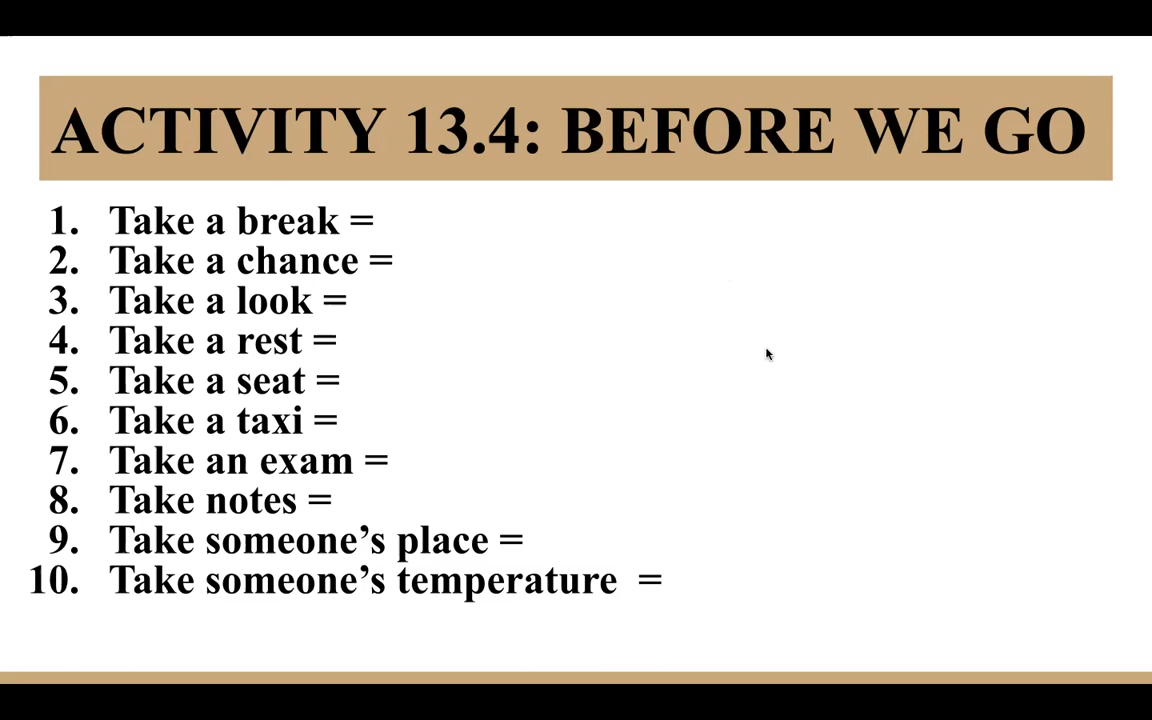 ACTIVITY 13.4: BEFORE WE GO
1. Take a break =
2. Take a chance =
3. Take a look =
4. Take a rest =
5. Take a seat =
6. Take a taxi =
7. Take an exam =
8. Take notes =
9. Take someone’s place =
10. Take someone’s temperature =